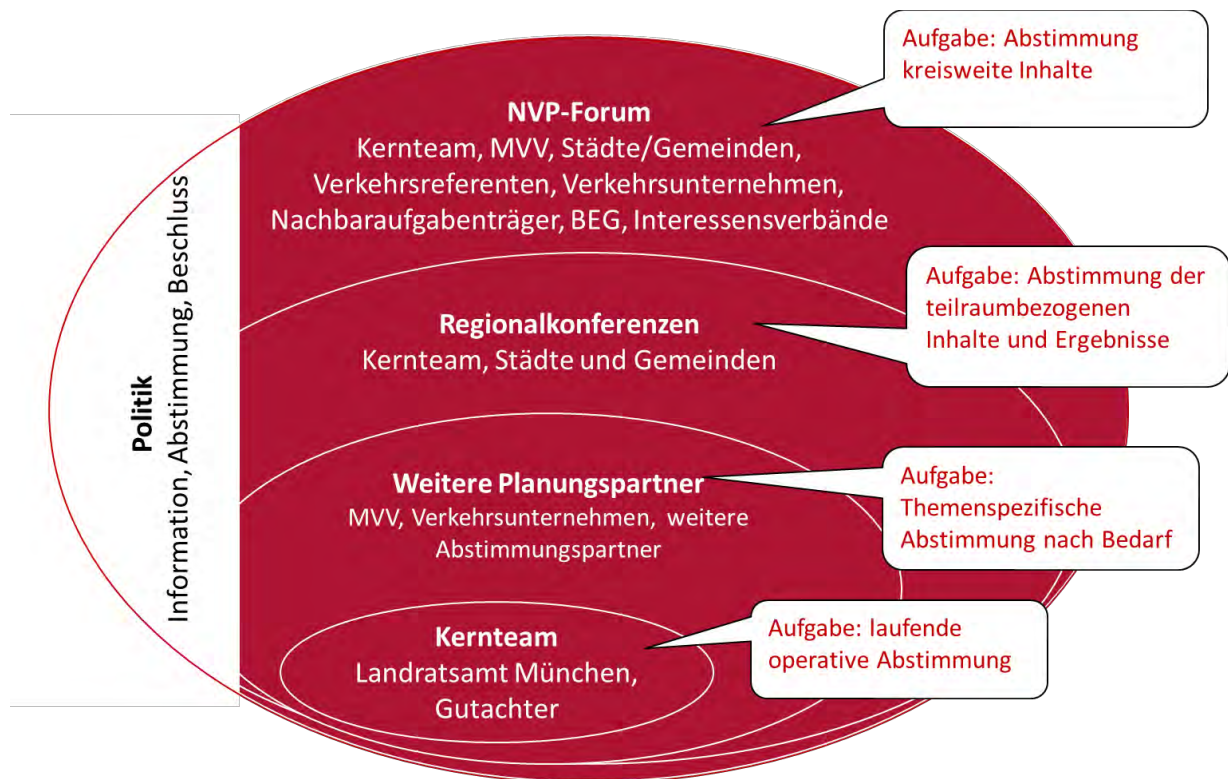 Aufgabe: Abstimmung
kreisweite Inhalte
NVP-Forum
Kernteam, MVV, Städte/Gemeinden,
Verkehrsreferenten, Verkehrsunternehmen,
Nachbaraufgabenträger, BEG, Interessensverbände
Aufgabe: Abstimmung der
teilraumbezogenen
Inhalte und Ergebnisse
Regionalkonferenzen
Kernteam, Städte und Gemeinden
Politik
Information, Abstimmung, Beschluss
Weitere Planungspartner
MVV, Verkehrsunternehmen, weitere
Abstimmungspartner
Aufgabe:
Themenspezifische
Abstimmung nach Bedarf
Kernteam
Landratsamt München,
Gutachter
Aufgabe: laufende
operative Abstimmung